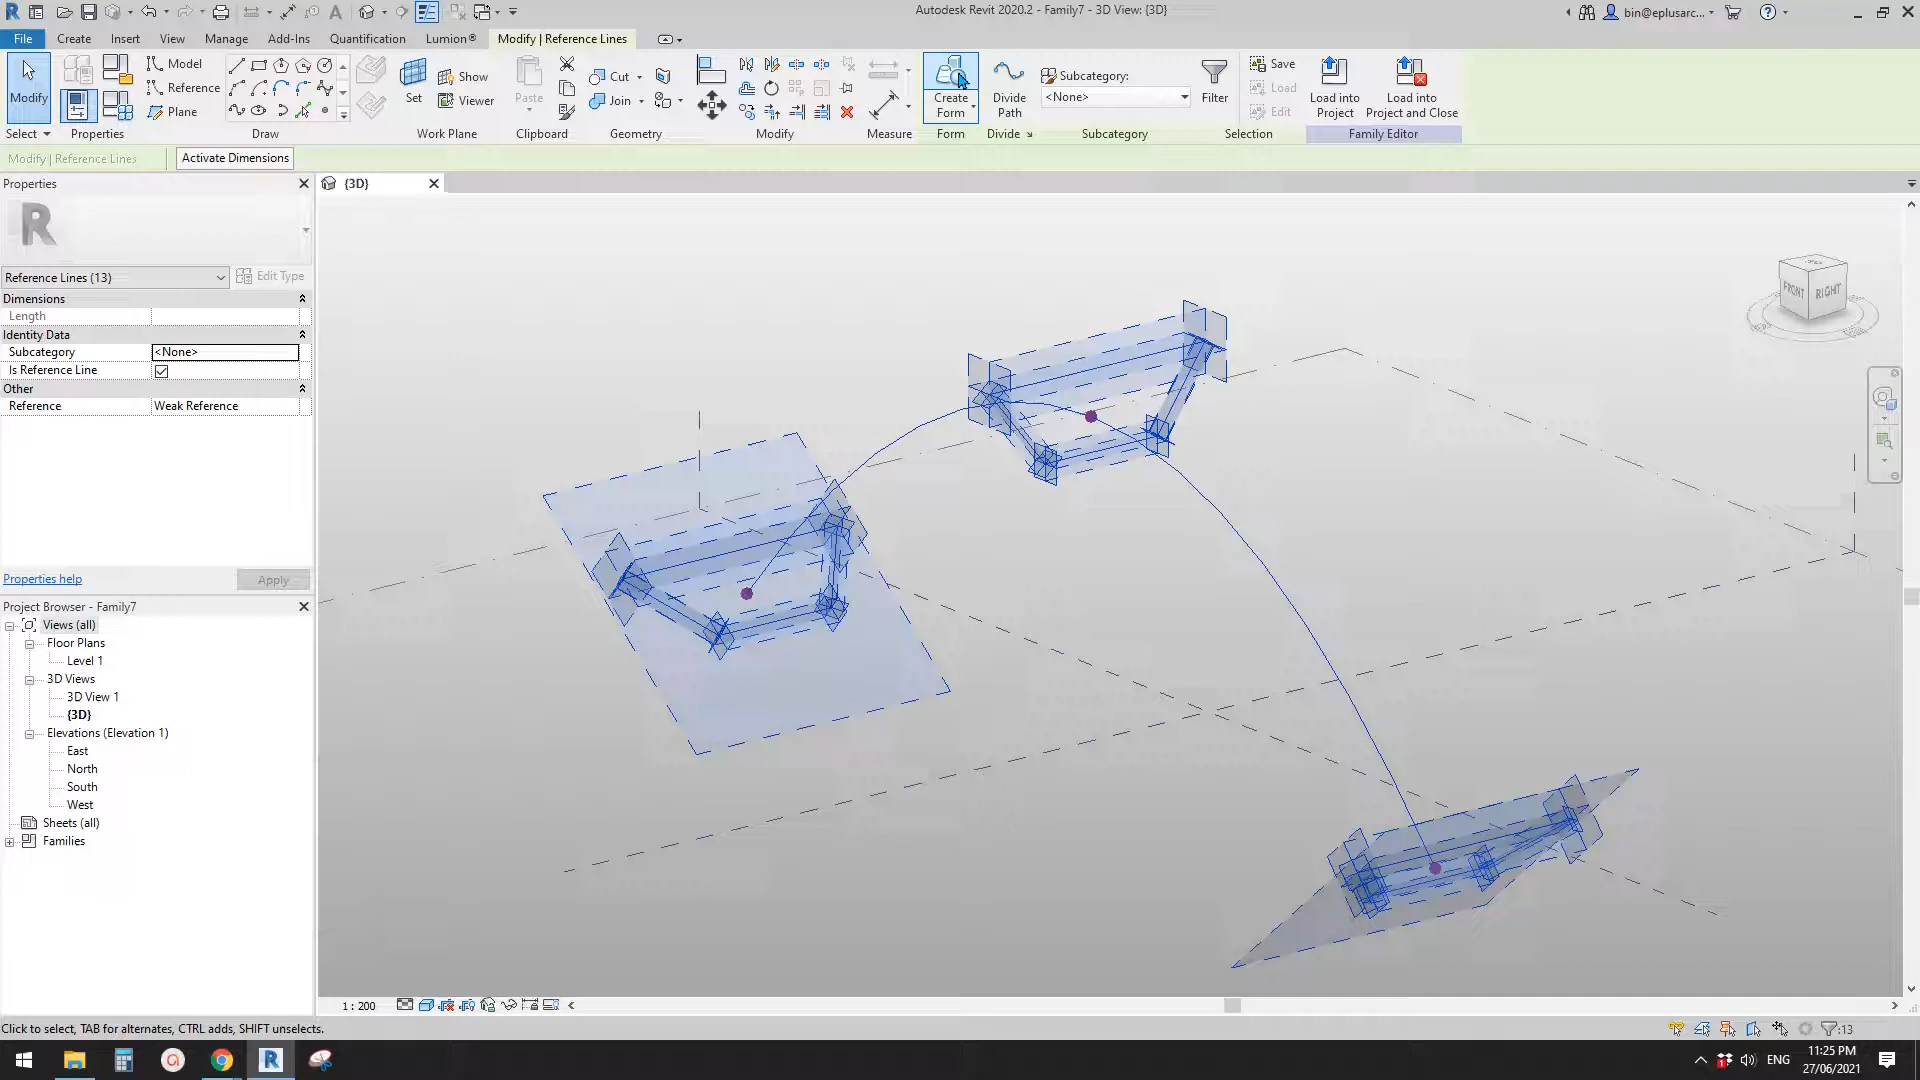 Autodesk Revit 2020.2 - Family7 - 3D View: {3D}
bin@eplusarc...
File Create Insert View Manage Add-Ins Quantification Lumion® Modify | Reference Lines
Modify
Select
Properties
Model
Reference
Plane
Draw
Set
Show
Viewer
Work Plane
Paste
Clipboard
Cut
Join
Geometry
Modify
Measure
Create
Form
Form
Divide
Path
Divide
Subcategory:
<None>
Subcategory
Filter
Save
Load
Edit
Selection
Load into
Project
Load into
Project and Close
Family Editor
Modify | Reference Lines
Activate Dimensions
Properties
{3D}
R
Reference Lines (13)
Edit Type
Dimensions
Length
Identity Data
Subcategory <None>
Is Reference Line
Other
Reference Weak Reference
Properties help
Apply
Project Browser - Family7
Views (all)
Floor Plans
Level 1
3D Views
3D View 1
{3D}
Elevations (Elevation 1)
East
North
South
West
Sheets (all)
Families
FRONT
RIGHT
1 : 200
Click to select, TAB for alternates, CTRL adds, SHIFT unselects.
:13
ENG
11:25 PM
27/06/2021